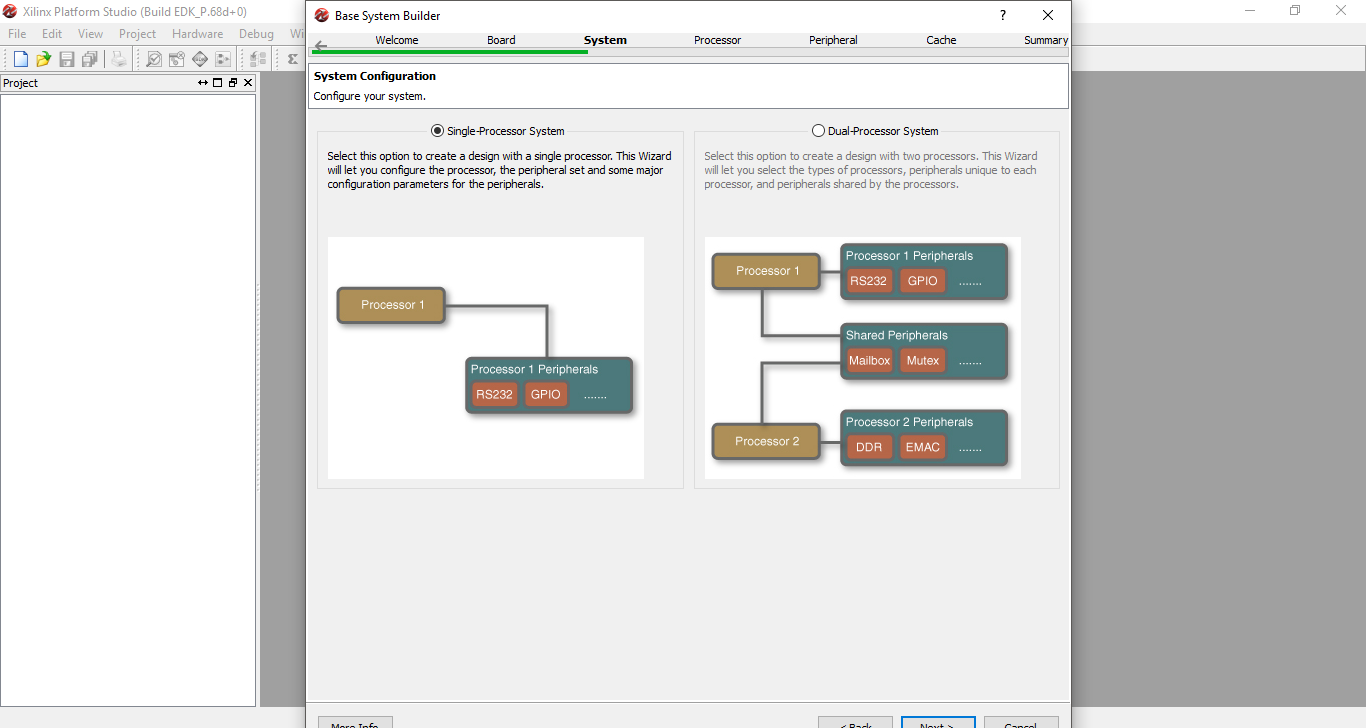 Xilinx Platform Studio (Build EDK_P.68d+0)
File Edit View Project Hardware Debug Wi
Project
Base System Builder
?
Welcome Board System Processor Peripheral Cache Summary
System Configuration
Configure your system.
Single-Processor System
Select this option to create a design with a single processor. This Wizard
will let you configure the processor, the peripheral set and some major
configuration parameters for the peripherals.
Processor 1
Processor 1 Peripherals
RS232 GPIO .......
Dual-Processor System
Select this option to create a design with two processors. This Wizard
will let you select the types of processors, peripherals unique to each
processor, and peripherals shared by the processors.
Processor 1
Processor 1 Peripherals
RS232 GPIO .......
Shared Peripherals
Mailbox Mutex .......
Processor 2
Processor 2 Peripherals
DDR EMAC .......
More Info < Back Next > Cancel